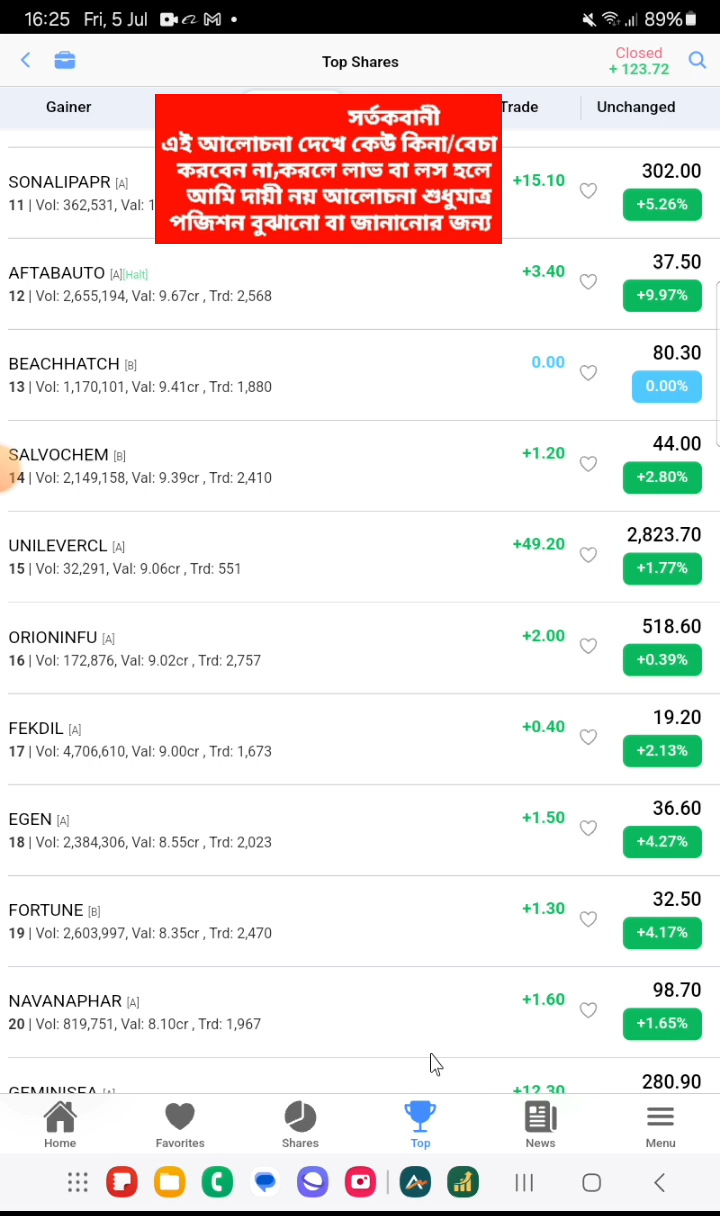 16:25 Fri, 5 Jul
89%
Top Shares
Closed
+ 123.72
Gainer
Trade
Unchanged
সর্তকবানী
এই আলোচনা দেখে কেউ কিনা/বেচা
করবেন না,করলে লাভ বা লস হলে
আমি দায়ী নয় আলোচনা শুধুমাত্র
পজিশন বুঝানো বা জানানোর জন্য
SONALIPAPR [A]
11 | Vol: 362,531, Val: 1
+15.10
302.00
+5.26%
AFTABAUTO [A][Halt]
12 | Vol: 2,655,194, Val: 9.67cr , Trd: 2,568
+3.40
37.50
+9.97%
BEACHHATCH [B]
13 | Vol: 1,170,101, Val: 9.41cr , Trd: 1,880
0.00
80.30
0.00%
SALVOCHEM [B]
14 | Vol: 2,149,158, Val: 9.39cr , Trd: 2,410
+1.20
44.00
+2.80%
UNILEVERCL [A]
15 | Vol: 32,291, Val: 9.06cr , Trd: 551
+49.20
2,823.70
+1.77%
ORIONINFU [A]
16 | Vol: 172,876, Val: 9.02cr , Trd: 2,757
+2.00
518.60
+0.39%
FEKDIL [A]
17 | Vol: 4,706,610, Val: 9.00cr , Trd: 1,673
+0.40
19.20
+2.13%
EGEN [A]
18 | Vol: 2,384,306, Val: 8.55cr , Trd: 2,023
+1.50
36.60
+4.27%
FORTUNE [B]
19 | Vol: 2,603,997, Val: 8.35cr , Trd: 2,470
+1.30
32.50
+4.17%
NAVANAPHAR [A]
20 | Vol: 819,751, Val: 8.10cr , Trd: 1,967
+1.60
98.70
+1.65%
GEMINISEA [A]
+12.30
280.90
Home
Favorites
Shares
Top
News
Menu